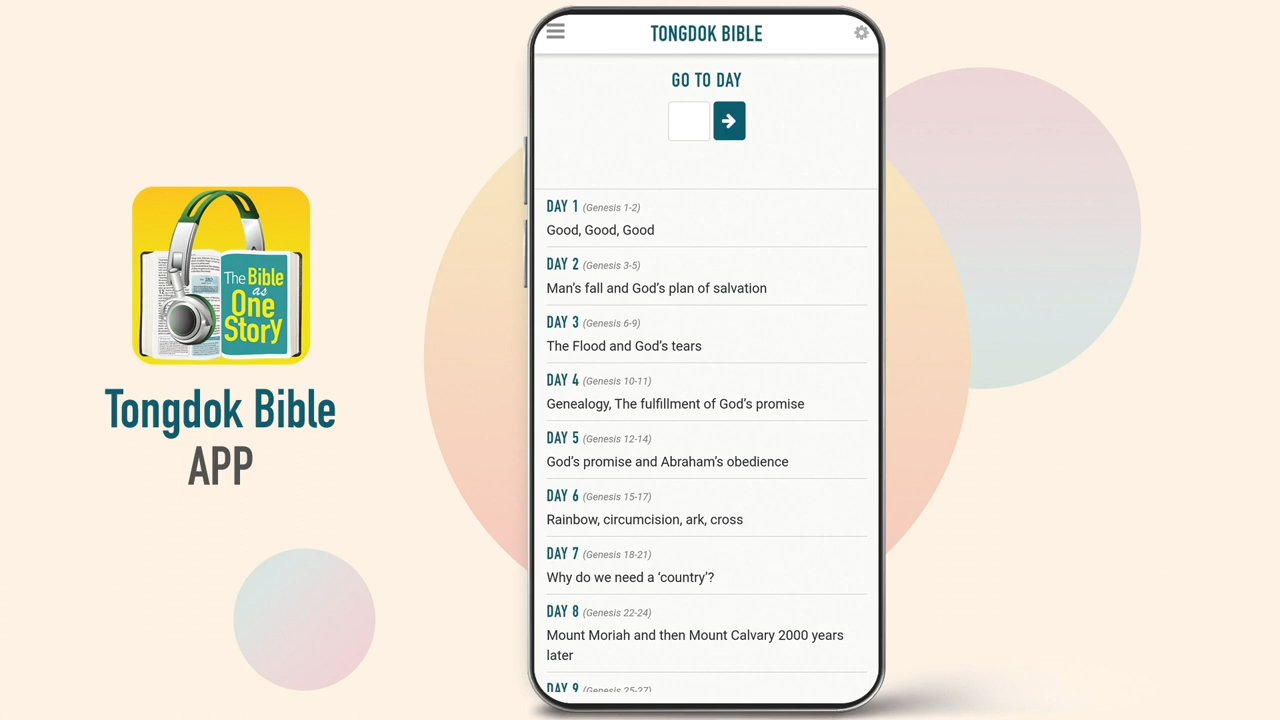 The Bible
as
One
Story
Tongdok Bible
APP
TONGDOK BIBLE
GO TO DAY
DAY 1 (Genesis 1-2)
Good, Good, Good
DAY 2 (Genesis 3-5)
Man’s fall and God’s plan of salvation
DAY 3 (Genesis 6-9)
The Flood and God’s tears
DAY 4 (Genesis 10-11)
Genealogy, The fulfillment of God’s promise
DAY 5 (Genesis 12-14)
God’s promise and Abraham’s obedience
DAY 6 (Genesis 15-17)
Rainbow, circumcision, ark, cross
DAY 7 (Genesis 18-21)
Why do we need a ‘country’?
DAY 8 (Genesis 22-24)
Mount Moriah and then Mount Calvary 2000 years
later
DAY 9 (Genesis 25-27)